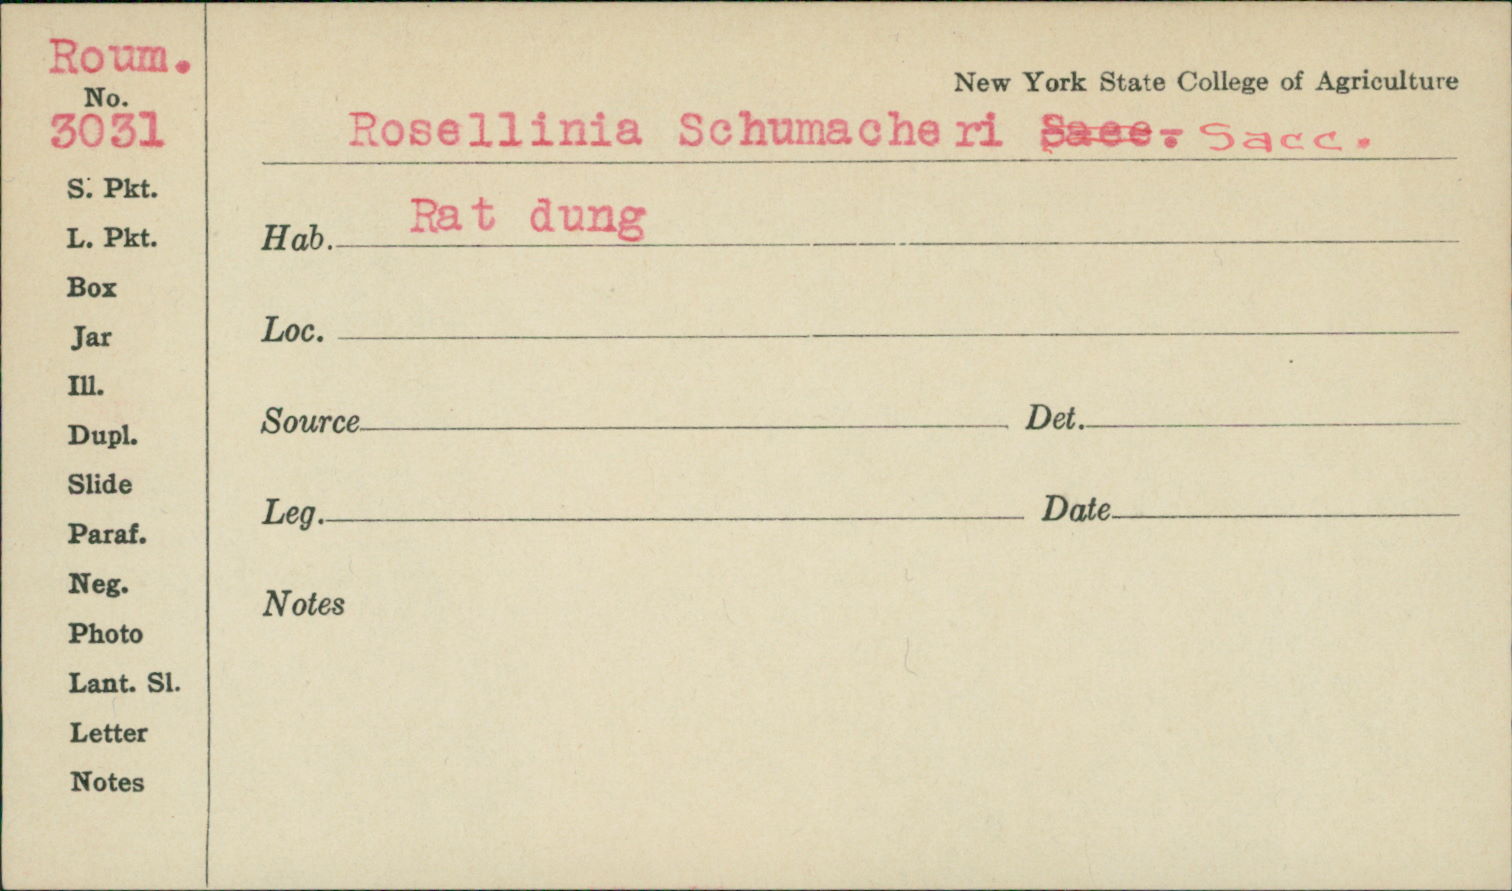 Roum.
No.
3031
S. Pkt.
L. Pkt.
Box
Jar
Ill.
Dupl.
Slide
Paraf.
Neg.
Photo
Lant. Sl.
Letter
Notes
New York State College of Agriculture
Rosellinia Schumacheri Sacc. Sacc.
Hab. Rat dung
Loc.
Source Det.
Leg. Date
Notes